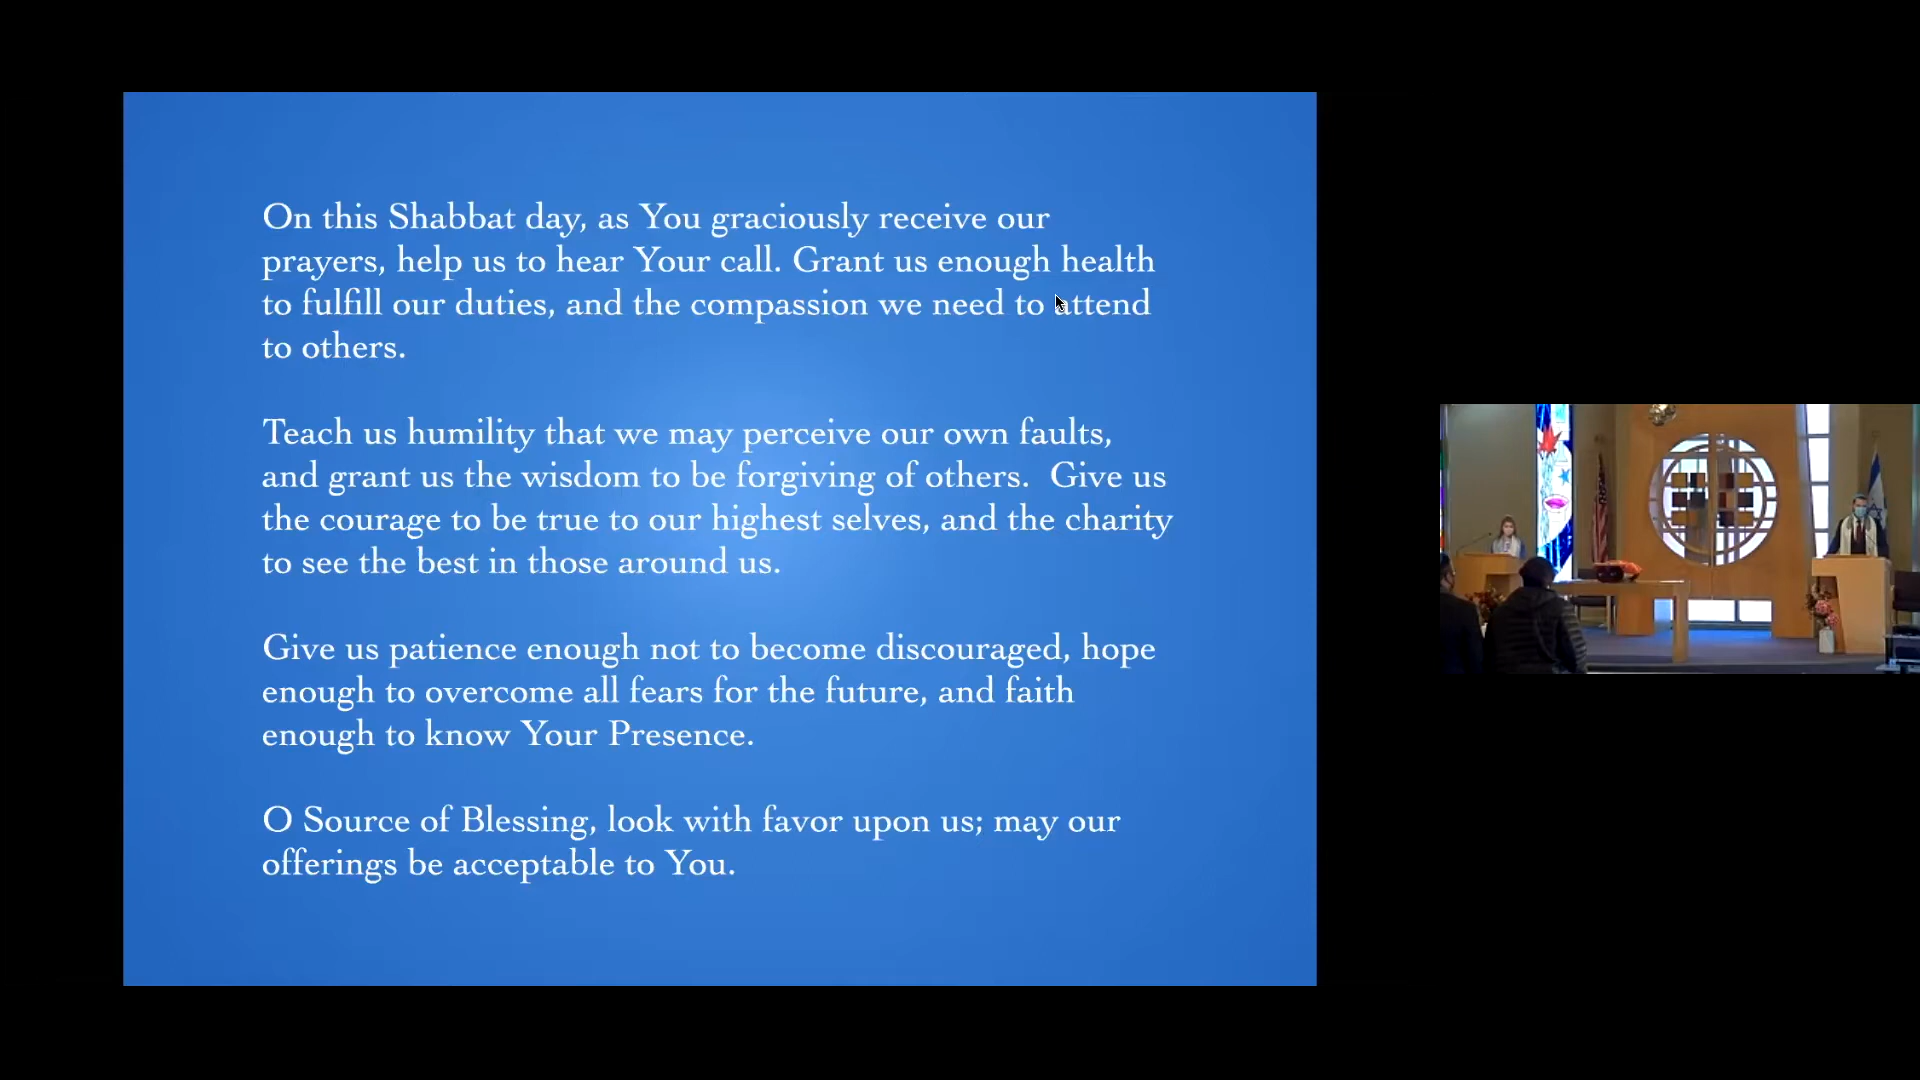 On this Shabbat day, as You graciously receive our
prayers, help us to hear Your call. Grant us enough health
to fulfill our duties, and the compassion we need to attend
to others.
Teach us humility that we may perceive our own faults,
and grant us the wisdom to be forgiving of others.  Give us
the courage to be true to our highest selves, and the charity
to see the best in those around us.
Give us patience enough not to become discouraged, hope
enough to overcome all fears for the future, and faith
enough to know Your Presence.
O Source of Blessing, look with favor upon us; may our
offerings be acceptable to You.